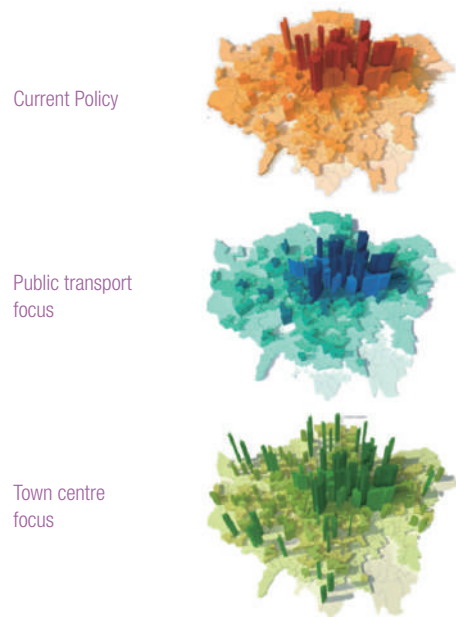 Current Policy
Public transport
focus
Town centre
focus